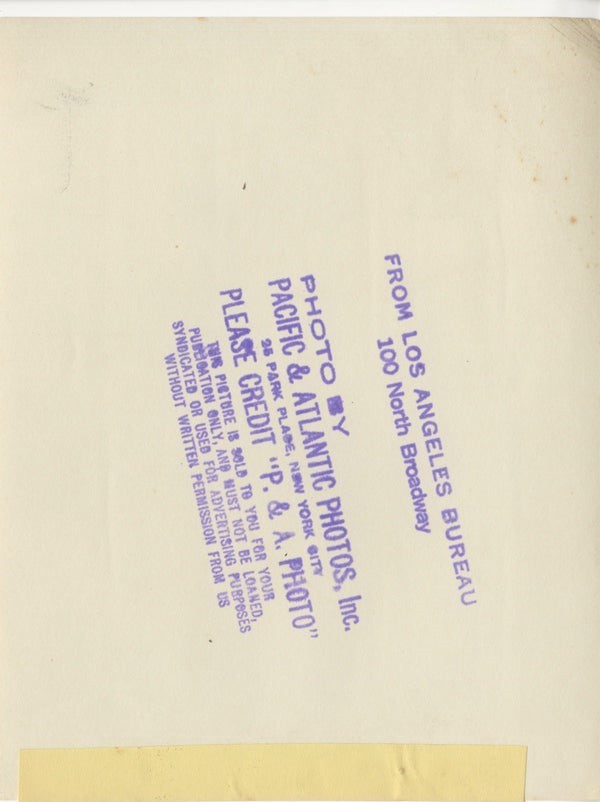 FROM LOS ANGELES BUREAU
100 North Broadway
PHOTO BY
PACIFIC & ATLANTIC PHOTOS, Inc.
25 PARK PLACE, NEW YORK CITY
PLEASE CREDIT "P. & A. PHOTO"
THIS PICTURE IS SOLD TO YOU FOR YOUR
PUBLICATION ONLY, AND MUST NOT BE LOANED,
SYNDICATED OR USED FOR ADVERTISING PURPOSES
WITHOUT WRITTEN PERMISSION FROM US